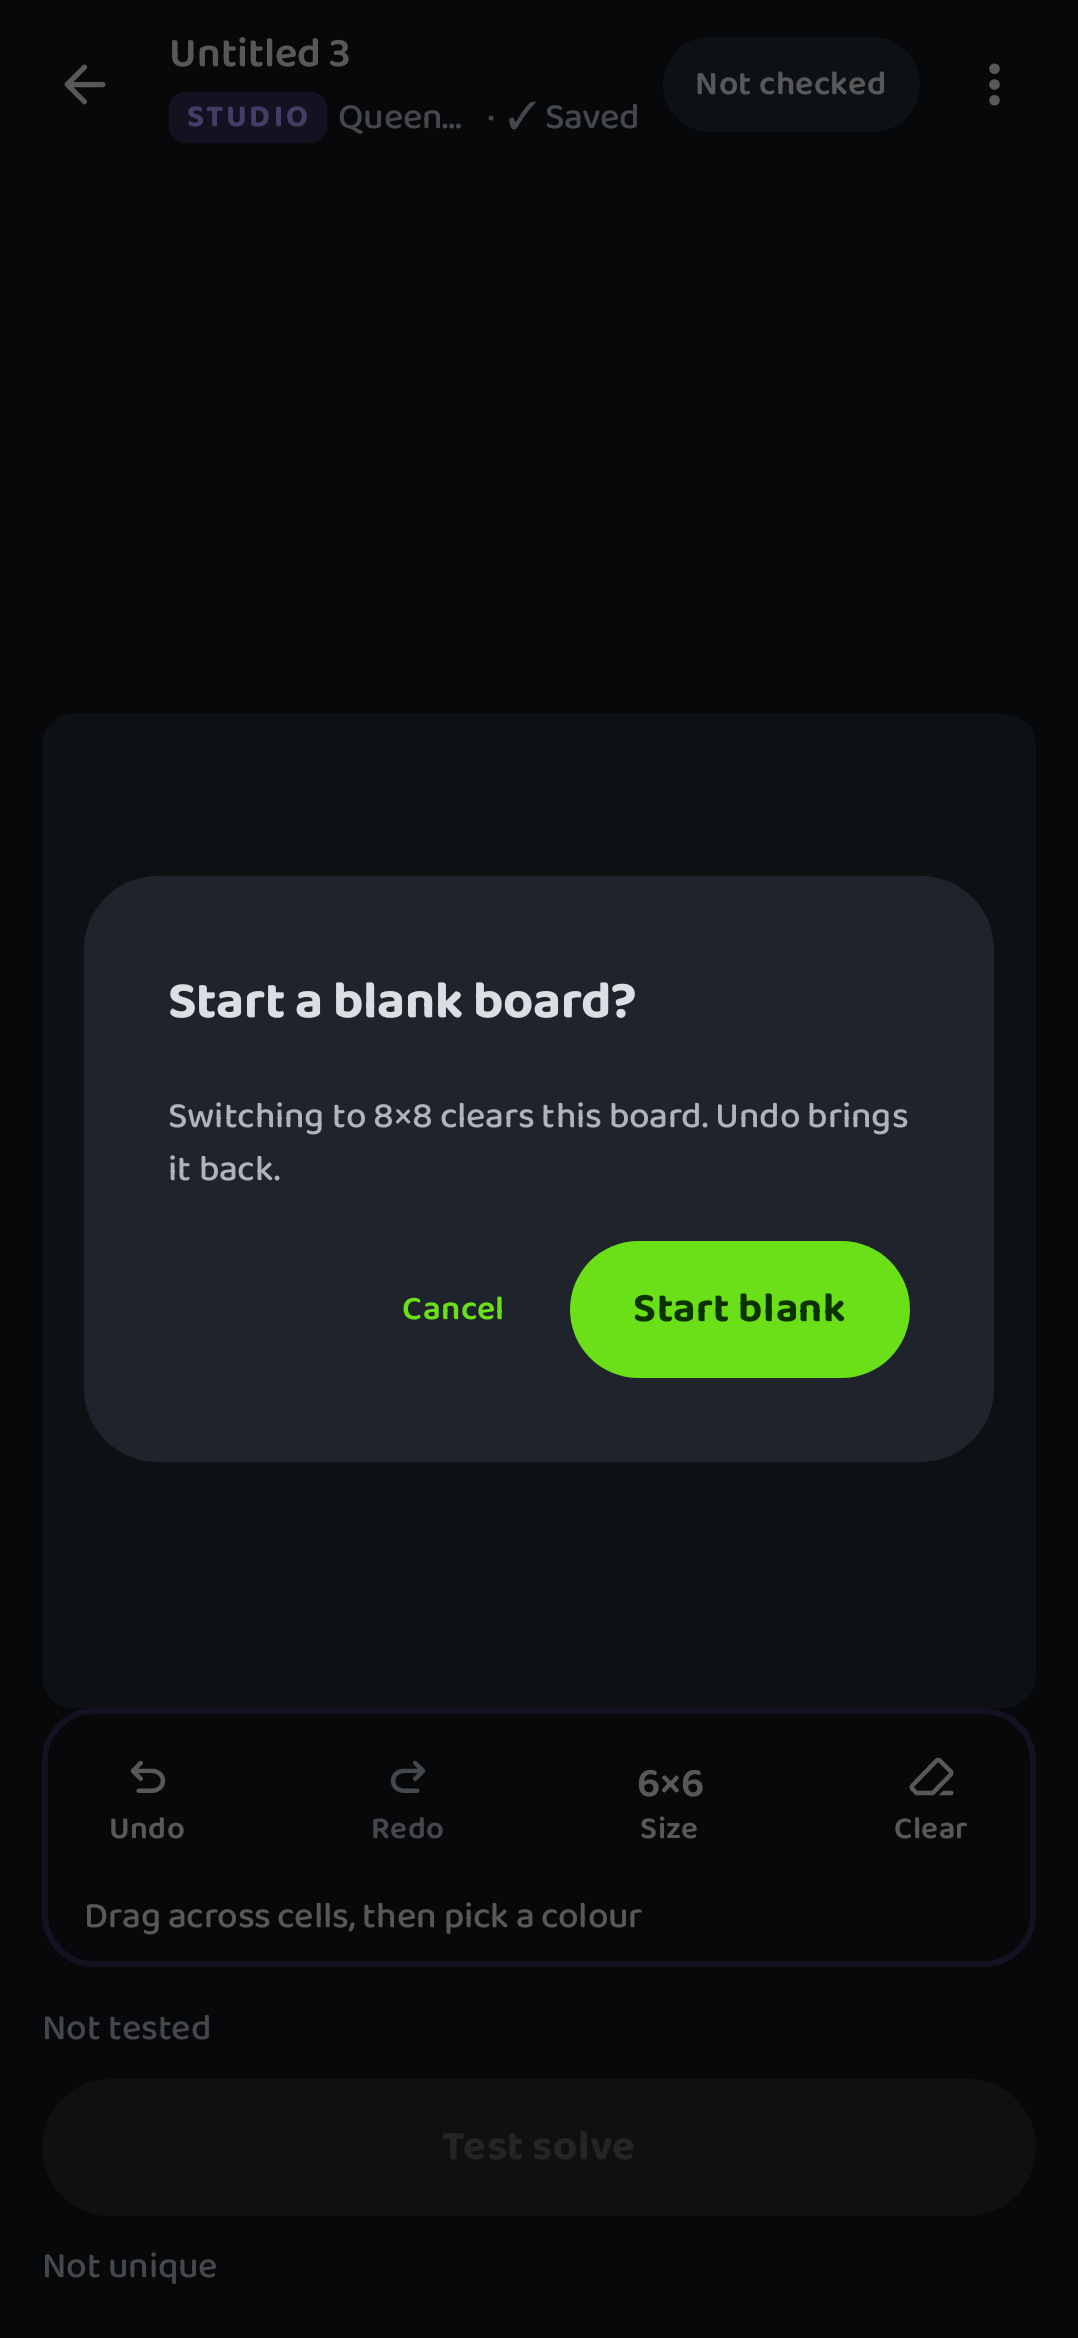 Untitled 3
STUDIO Queen... · ✓ Saved
Not checked
Start a blank board?
Switching to 8×8 clears this board. Undo brings
it back.
Cancel
Start blank
6×6
Undo
Redo
Size
Clear
Drag across cells, then pick a colour
Not tested
Test solve
Not unique